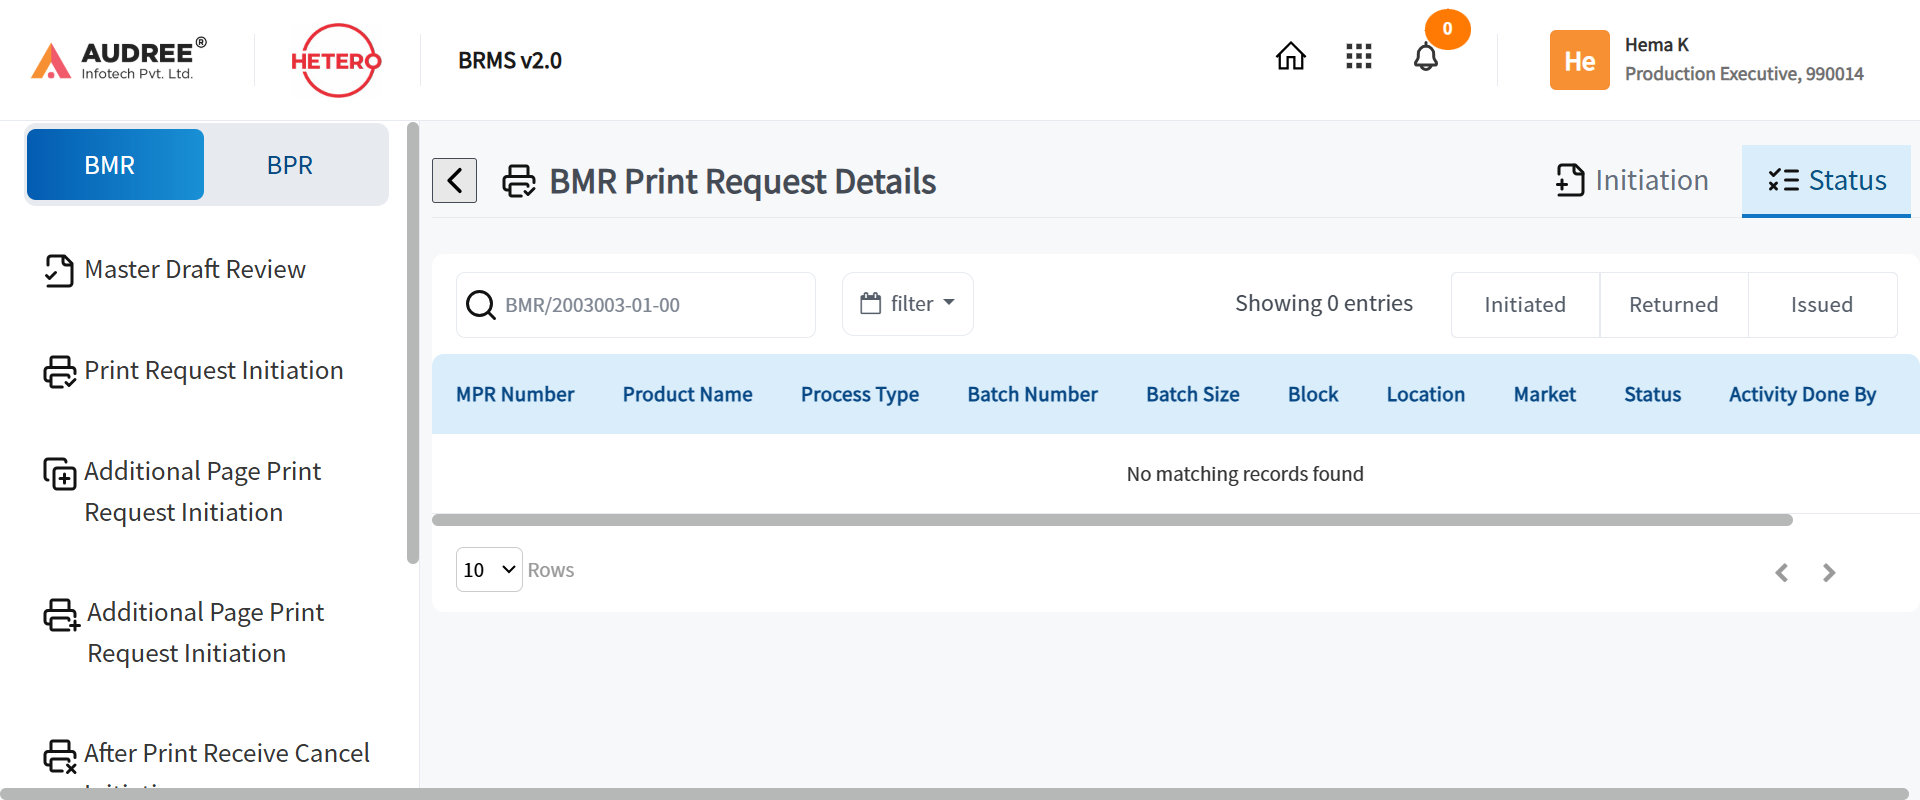 AUDREE®
Infotech Pvt. Ltd.
HETERO
BRMS v2.0
0
He
Hema K
Production Executive, 990014
BMR
BPR
Master Draft Review
Print Request Initiation
Additional Page Print
Request Initiation
Additional Page Print
Request Initiation
After Print Receive Cancel
BMR Print Request Details
Initiation
Status
BMR/2003003-01-00
filter
Showing 0 entries
Initiated
Returned
Issued
MPR Number
Product Name
Process Type
Batch Number
Batch Size
Block
Location
Market
Status
Activity Done By
No matching records found
10
Rows